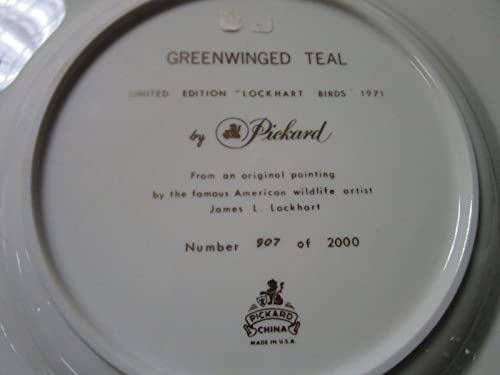 GREENWINGED TEAL
LIMITED EDITION "LOCKHART BIRDS" 1971
by Pickard
From an original painting
by the famous American wildlife artist
James L. Lockhart
Number 907 of 2000
PICKARD
CHINA
MADE IN U.S.A.